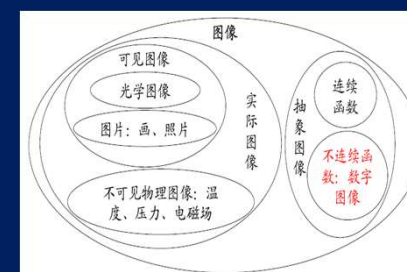 图像
可见图像
光学图像
图片：画、照片
不可见物理图像：温
度、压力、电磁场
实际图像
抽象图像
连续
函数
不连续函
数：数字
图像